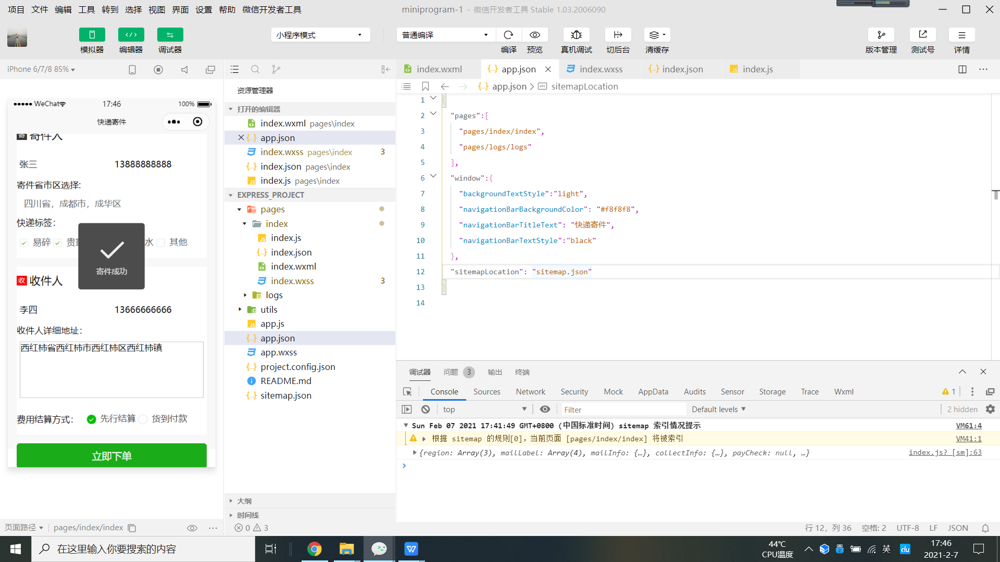 项目 文件 编辑 工具 转到 选择 视图 界面 设置 帮助 微信开发者工具
miniprogram-1 - 微信开发者工具 Stable 1.03.2006090
模拟器 编辑器 调试器
小程序模式
普通编译
编译 预览 真机调试 切后台 清缓存
版本管理 测试号 详情
iPhone 6/7/8 85%
WeChat 17:46 100%
快递寄件
寄 寄件人
张三 13888888888
寄件省市区选择:
四川省，成都市，成华区
快递标签：
易碎 贵 水 其他
寄件成功
收 收件人
李四 13666666666
收件人详细地址：
西红柿省西红柿市西红柿区西红柿镇
费用结算方式： 先行结算 货到付款
立即下单
页面路径 pages/index/index
资源管理器
打开的编辑器
index.wxml pages\index
app.json
index.wxss pages\index 3
index.json pages\index
JS index.js pages\index
EXPRESS_PROJECT
pages
index
JS index.js
index.json
index.wxml
index.wxss 3
logs
utils
JS app.js
app.json
app.wxss
project.config.json
README.md
sitemap.json
大纲
时间线
0 3
index.wxml app.json index.wxss index.json JS index.js
app.json sitemapLocation
1 {
2 "pages":[
3 "pages/index/index",
4 "pages/logs/logs"
5 ],
6 "window":{
7 "backgroundTextStyle":"light",
8 "navigationBarBackgroundColor": "#f8f8f8",
9 "navigationBarTitleText": "快递寄件",
10 "navigationBarTextStyle":"black"
11 },
12 "sitemapLocation": "sitemap.json"
13 }
14
调试器 问题 3 输出 终端
Console Sources Network Security Mock AppData Audits Sensor Storage Trace Wxml 1
top Filter Default levels 2 hidden
Sun Feb 07 2021 17:41:49 GMT+0800 (中国标准时间) sitemap 索引情况提示 VM61:4
根据 sitemap 的规则[0]，当前页面 [pages/index/index] 将被索引 VM41:1
{region: Array(3), mailLabel: Array(4), mailInfo: {…}, collectInfo: {…}, payCheck: null, …} index.js? [sm]:63
行 12，列 36 空格: 2 UTF-8 LF JSON
在这里输入你要搜索的内容
44℃
CPU温度
英 du
17:46
2021-2-7